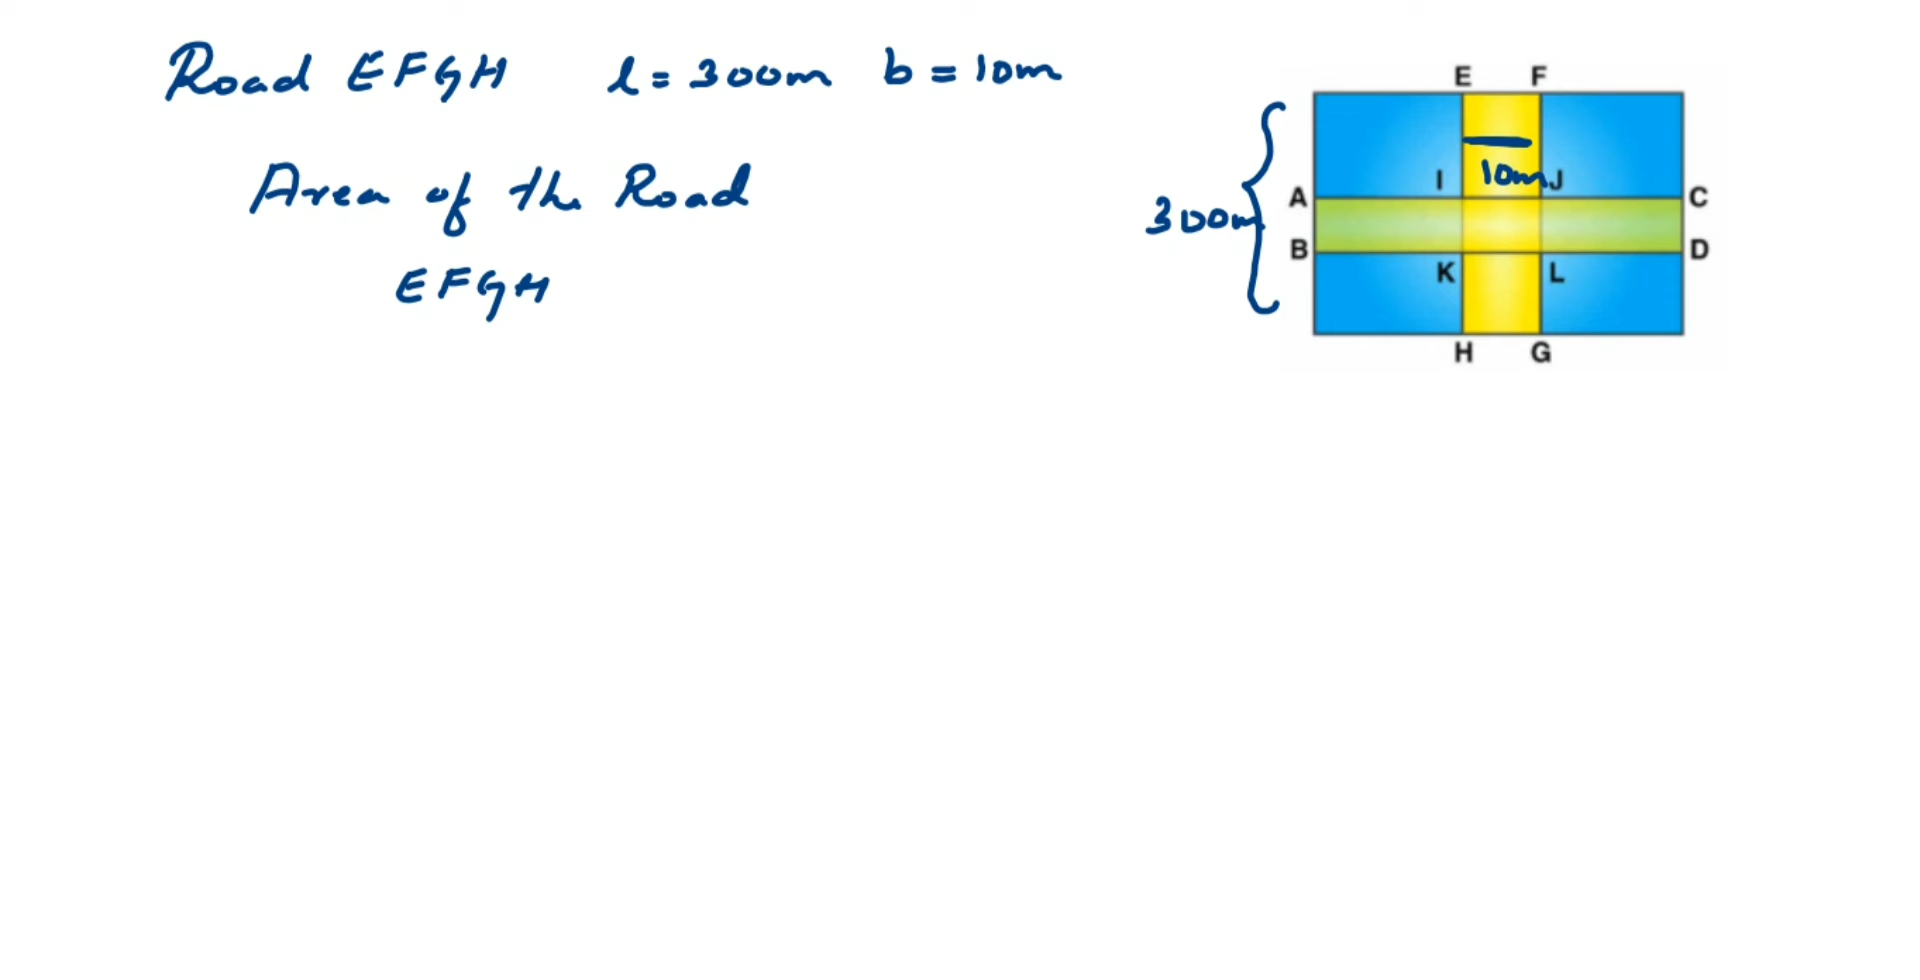 Road EFGH l = 300m b = 10m
Area of the Road
EFGH
E F
10m
I J
A C
300m
B D
K L
H G